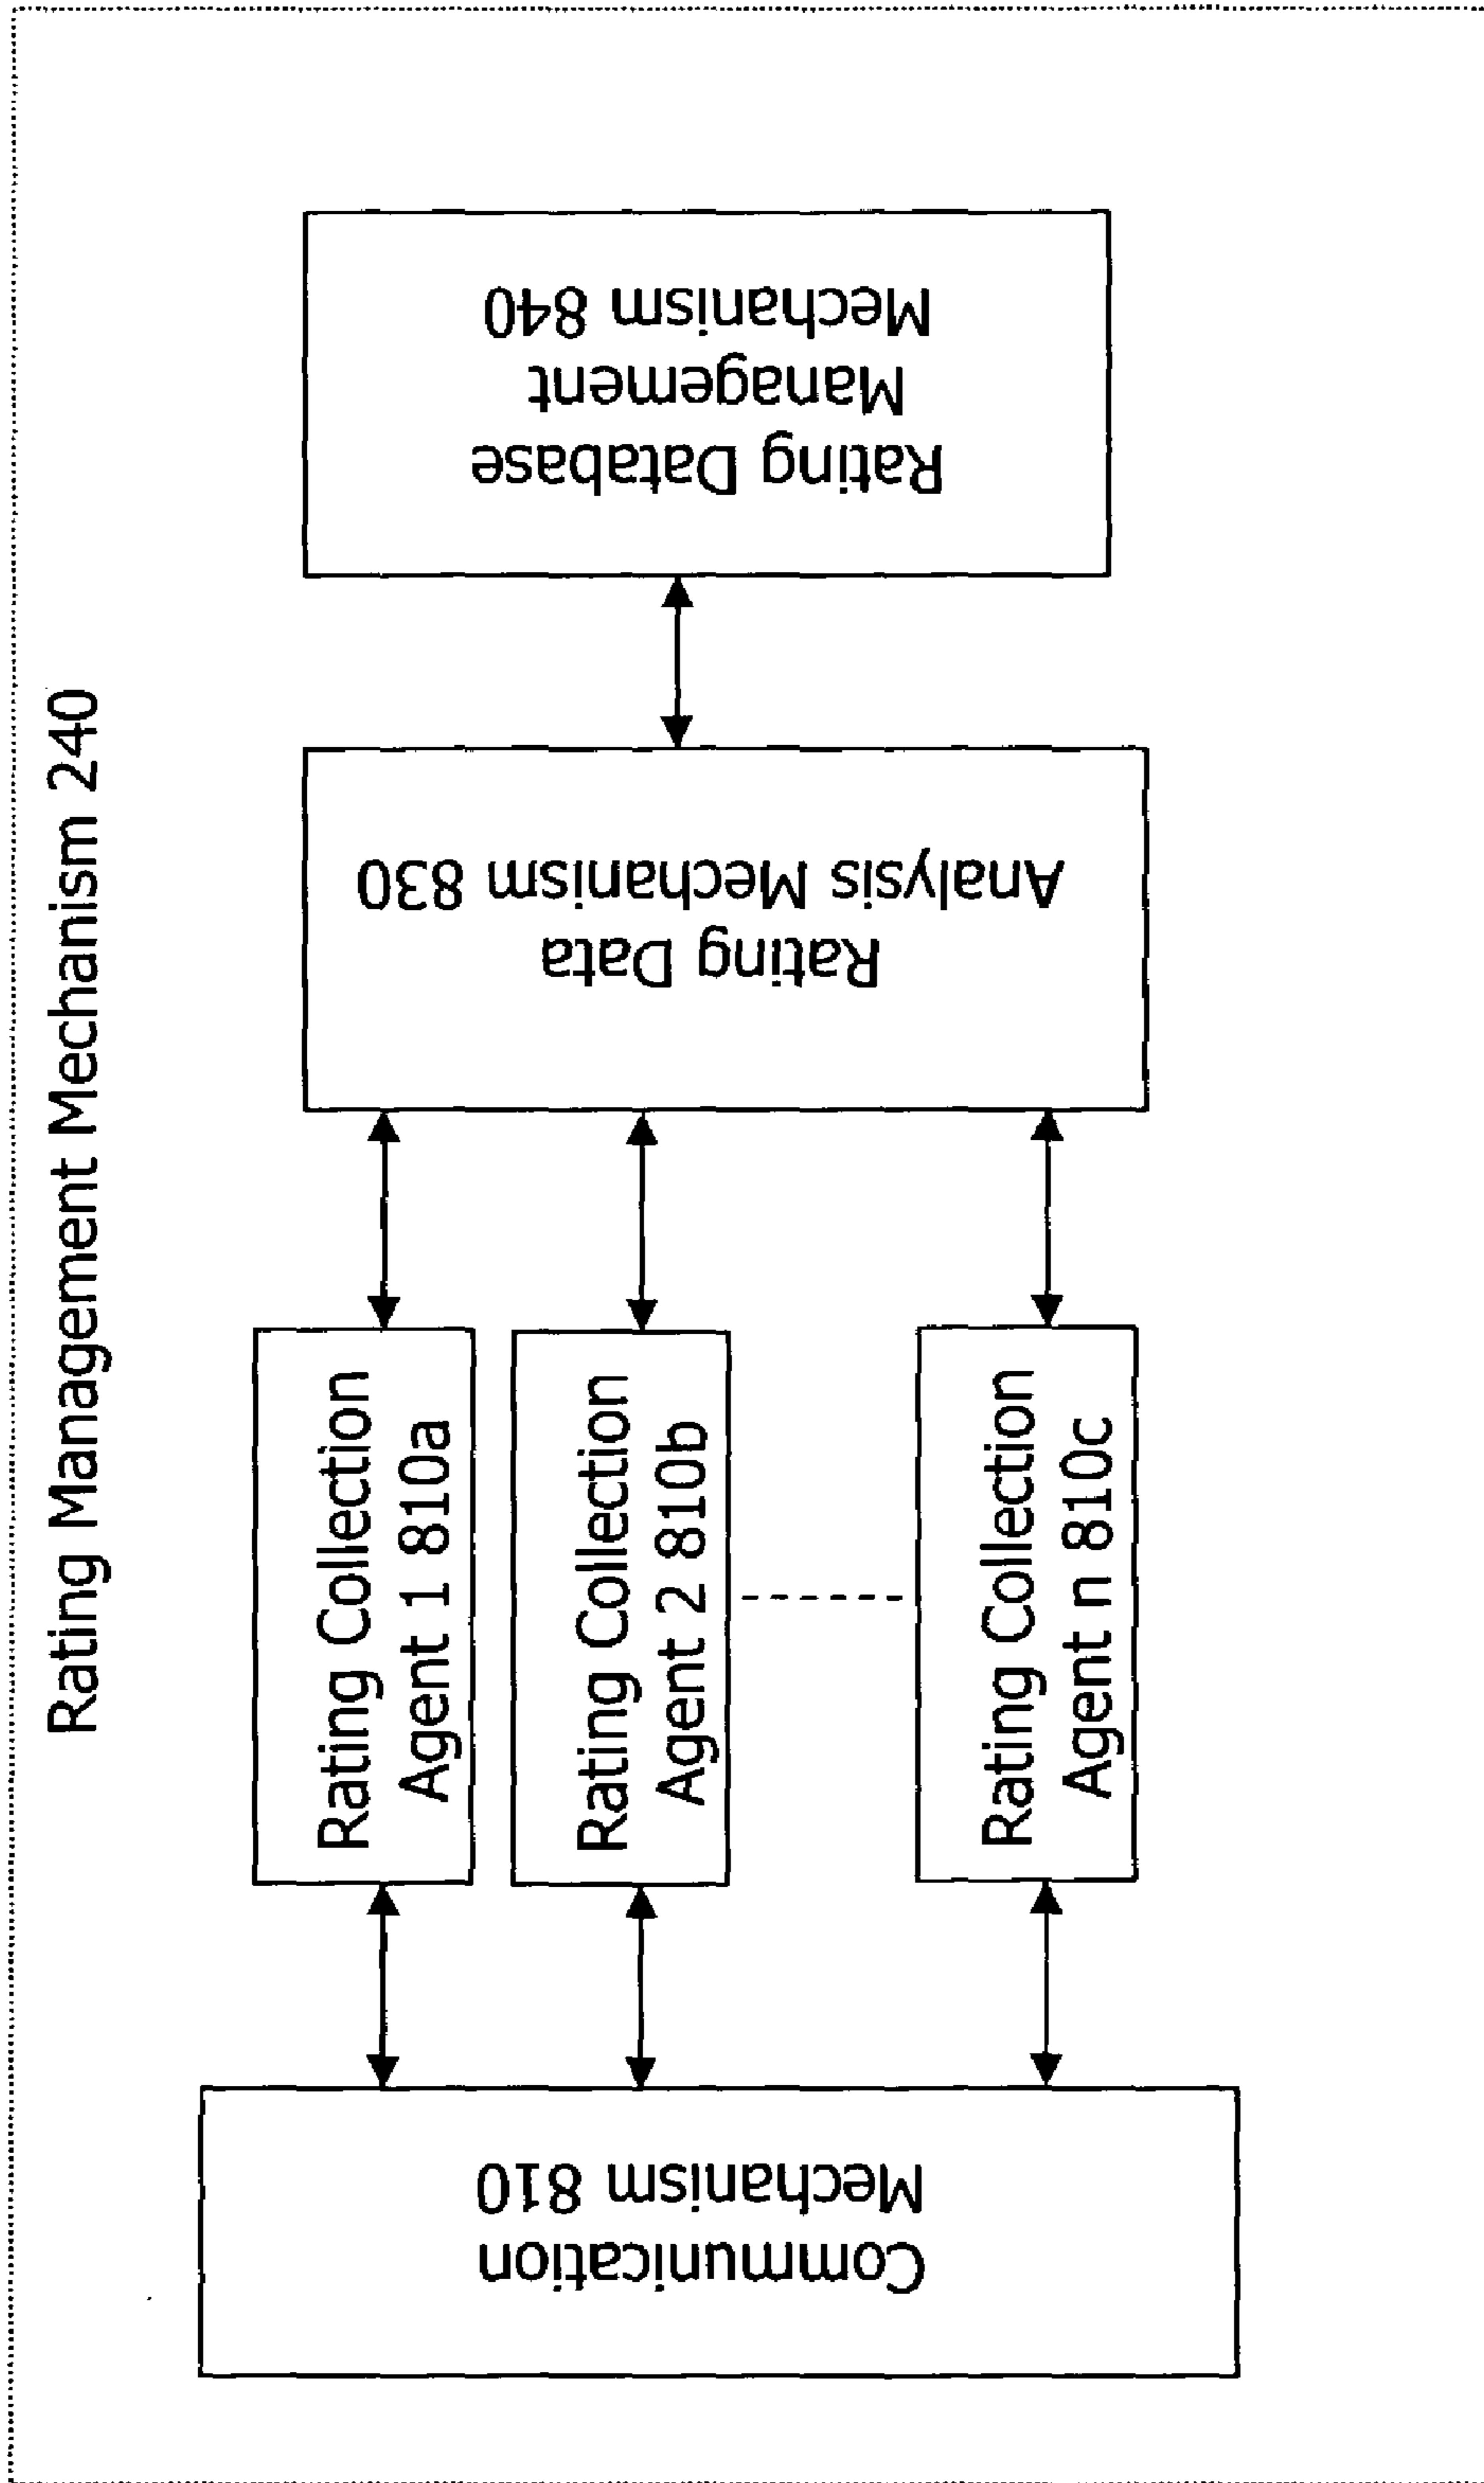 Rating Management Mechanism 240
Communication
Mechanism 810
Rating Collection
Agent 1 810a
Rating Collection
Agent 2 810b
Rating Collection
Agent n 810c
Rating Data
Analysis Mechanism 830
Rating Database
Management
Mechanism 840